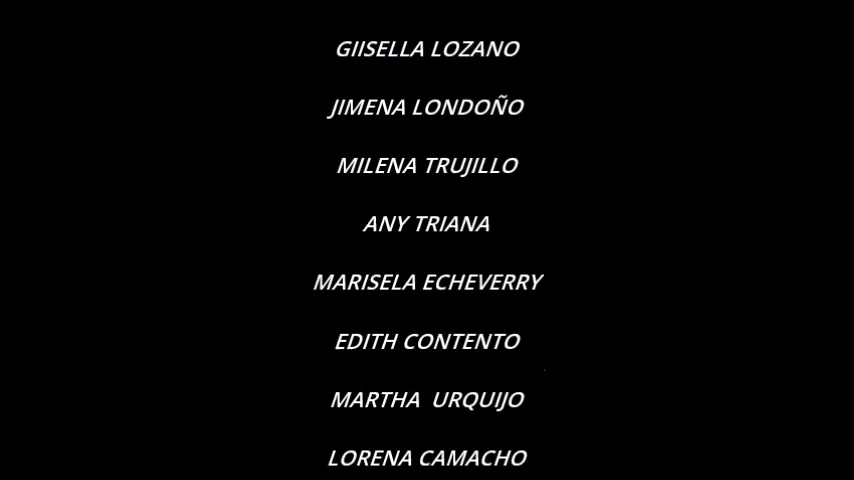 GIISELLA LOZANO
JIMENA LONDOÑO
MILENA TRUJILLO
ANY TRIANA
MARISELA ECHEVERRY
EDITH CONTENTO
MARTHA  URQUIJO
LORENA CAMACHO